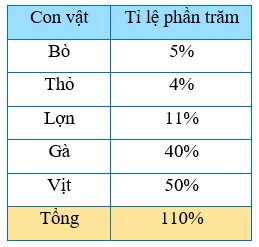 Con vật Tỉ lệ phần trăm
Bò 5%
Thỏ 4%
Lợn 11%
Gà 40%
Vịt 50%
Tổng 110%